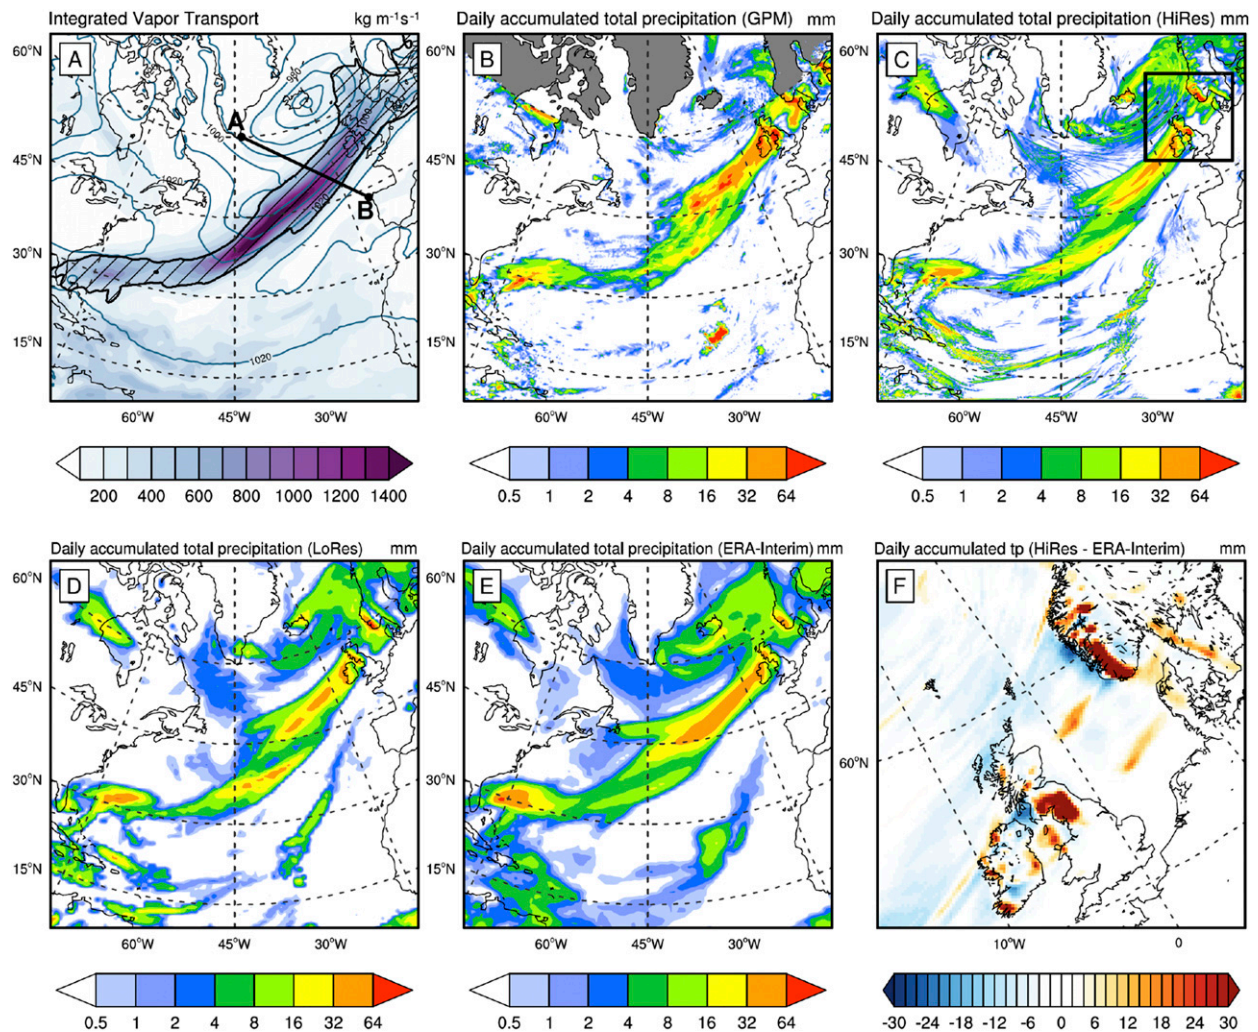 Integrated Vapor Transport kg m⁻¹s⁻¹
Daily accumulated total precipitation (GPM) mm
Daily accumulated total precipitation (HiRes) mm
A
B
C
60°N
45°N
30°N
15°N
60°N
45°N
30°N
15°N
60°N
45°N
30°N
15°N
980
1000
1000
1020
1020
1020
A
B
60°W 45°W 30°W
60°W 45°W 30°W
60°W 45°W 30°W
200 400 600 800 1000 1200 1400
0.5 1 2 4 8 16 32 64
0.5 1 2 4 8 16 32 64
Daily accumulated total precipitation (LoRes) mm
Daily accumulated total precipitation (ERA-Interim) mm
Daily accumulated tp (HiRes - ERA-Interim) mm
D
E
F
60°N
45°N
30°N
15°N
60°N
45°N
30°N
15°N
60°N
60°W 45°W 30°W
60°W 45°W 30°W
10°W 0
0.5 1 2 4 8 16 32 64
0.5 1 2 4 8 16 32 64
-30 -24 -18 -12 -6 0 6 12 18 24 30